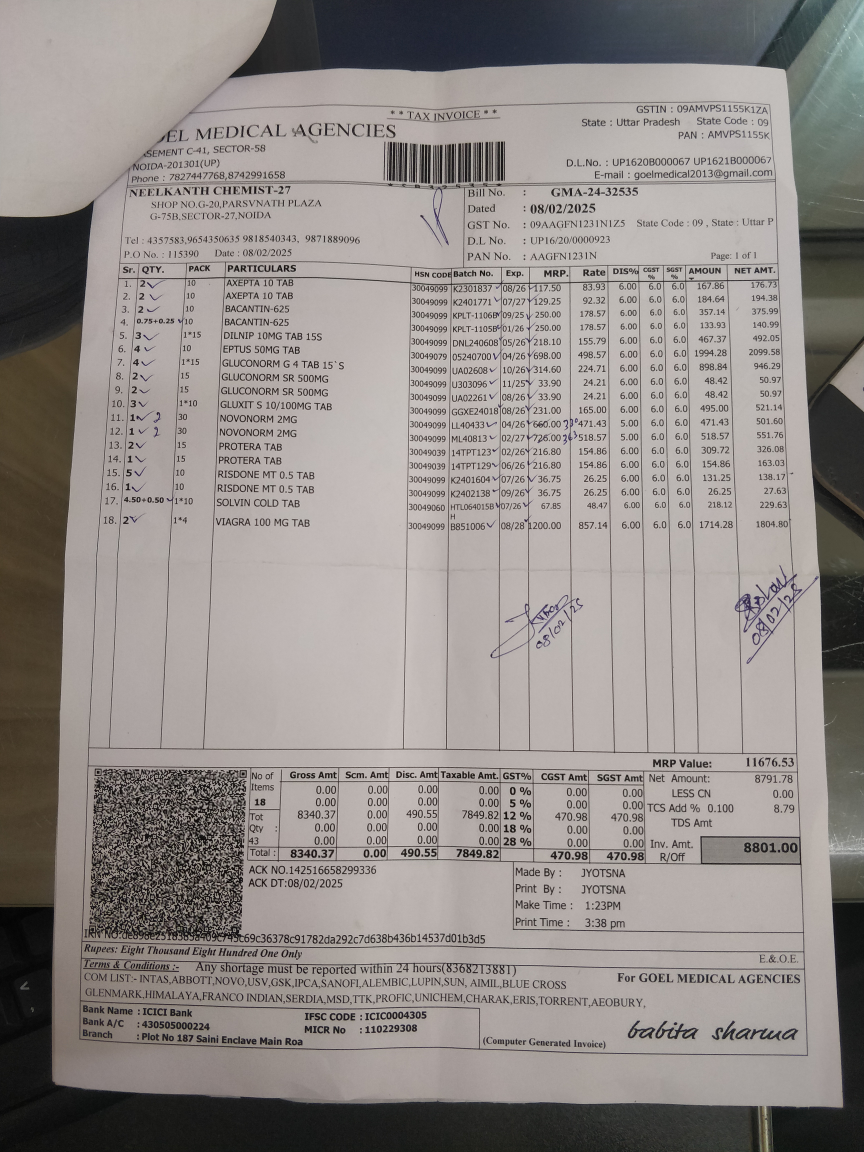 ** TAX INVOICE **
OEL MEDICAL AGENCIES
SEMENT C-41, SECTOR-58
NOIDA-201301(UP)
Phone : 7827447768,8742991658
GSTIN : 09AMVPS1155K1ZA
State : Uttar Pradesh State Code : 09
PAN : AMVPS1155K
D.L.No. : UP1620B000067 UP1621B000067
E-mail : goelmedical2013@gmail.com
NEELKANTH CHEMIST-27
SHOP NO.G-20,PARSVNATH PLAZA
G-75B,SECTOR-27,NOIDA
Tel : 4357583,9654350635 9818540343, 9871889096
P.O No. : 115390 Date : 08/02/2025
Bill No. : GMA-24-32535
Dated : 08/02/2025
GST No. : 09AAGFN1231N1Z5 State Code : 09 , State : Uttar P
D.L No. : UP16/20/0000923
PAN No. : AAGFN1231N Page: 1 of 1
Sr. QTY. PACK PARTICULARS HSN CODE Batch No. Exp. MRP. Rate DIS% CGST % SGST % AMOUN NET AMT.
1. 2 10 AXEPTA 10 TAB 30049099 K2301837 08/26 117.50 83.93 6.00 6.0 6.0 167.86 176.73
2. 2 10 AXEPTA 10 TAB 30049099 K2401771 07/27 129.25 92.32 6.00 6.0 6.0 184.64 194.38
3. 2 10 BACANTIN-625 30049099 KPLT-1106B 09/25 250.00 178.57 6.00 6.0 6.0 357.14 375.99
4. 0.75+0.25 10 BACANTIN-625 30049099 KPLT-1105B 01/26 250.00 178.57 6.00 6.0 6.0 133.93 140.99
5. 3 1*15 DILNIP 10MG TAB 15S 30049099 DNL240608 05/26 218.10 155.79 6.00 6.0 6.0 467.37 492.05
6. 4 10 EPTUS 50MG TAB 30049079 05240700 04/26 698.00 498.57 6.00 6.0 6.0 1994.28 2099.58
7. 4 1*15 GLUCONORM G 4 TAB 15`S 30049099 UA02608 10/26 314.60 224.71 6.00 6.0 6.0 898.84 946.29
8. 2 15 GLUCONORM SR 500MG 30049099 U303096 11/25 33.90 24.21 6.00 6.0 6.0 48.42 50.97
9. 2 15 GLUCONORM SR 500MG 30049099 UA02261 08/26 33.90 24.21 6.00 6.0 6.0 48.42 50.97
10. 3 1*10 GLUXIT S 10/100MG TAB 30049099 GGXE24018 08/26 231.00 165.00 6.00 6.0 6.0 495.00 521.14
11. 1 2 30 NOVONORM 2MG 30049099 LL40433 04/26 660.00 330 471.43 5.00 6.0 6.0 471.43 501.60
12. 1 2 30 NOVONORM 2MG 30049099 ML40813 02/27 726.00 363 518.57 5.00 6.0 6.0 518.57 551.76
13. 2 15 PROTERA TAB 30049039 14TPT123 02/26 216.80 154.86 6.00 6.0 6.0 309.72 326.08
14. 1 15 PROTERA TAB 30049039 14TPT129 06/26 216.80 154.86 6.00 6.0 6.0 154.86 163.03
15. 5 10 RISDONE MT 0.5 TAB 30049099 K2401604 07/26 36.75 26.25 6.00 6.0 6.0 131.25 138.17
16. 1 10 RISDONE MT 0.5 TAB 30049099 K2402138 09/26 36.75 26.25 6.00 6.0 6.0 26.25 27.63
17. 4.50+0.50 1*10 SOLVIN COLD TAB 30049060 HTL064015B 07/26 67.85 48.47 6.00 6.0 6.0 218.12 229.63
H
18. 2 1*4 VIAGRA 100 MG TAB 30049099 B851006 08/28 1200.00 857.14 6.00 6.0 6.0 1714.28 1804.80
08/02/25
08/02/25
MRP Value: 11676.53
No of Items 18
Tot Qty : 43
Gross Amt Scm. Amt Disc. Amt Taxable Amt. GST% CGST Amt SGST Amt
0.00 0.00 0.00 0.00 0 % 0.00 0.00
0.00 0.00 0.00 0.00 5 % 0.00 0.00
8340.37 0.00 490.55 7849.82 12 % 470.98 470.98
0.00 0.00 0.00 0.00 18 % 0.00 0.00
0.00 0.00 0.00 0.00 28 % 0.00 0.00
Total : 8340.37 0.00 490.55 7849.82 470.98 470.98
Net Amount: 8791.78
LESS CN 0.00
TCS Add % 0.100 8.79
TDS Amt
Inv. Amt. 8801.00
R/Off
ACK NO.142516658299336
ACK DT:08/02/2025
Made By : JYOTSNA
Print By : JYOTSNA
Make Time : 1:23PM
Print Time : 3:38 pm
Rupees: Eight Thousand Eight Hundred One Only
E.& O.E.
Terms & Conditions :- Any shortage must be reported within 24 hours(8368213881)
COM LIST:- INTAS,ABBOTT,NOVO,USV,GSK,IPCA,SANOFI,ALEMBIC,LUPIN,SUN, AIMIL,BLUE CROSS
GLENMARK,HIMALAYA,FRANCO INDIAN,SERDIA,MSD,TTK,PROFIC,UNICHEM,CHARAK,ERIS,TORRENT,AEOBURY,
For GOEL MEDICAL AGENCIES
Bank Name : ICICI Bank IFSC CODE : ICIC0004305
Bank A/C : 430505000224 MICR No : 110229308
Branch : Plot No 187 Saini Enclave Main Roa
(Computer Generated Invoice)
babita sharma